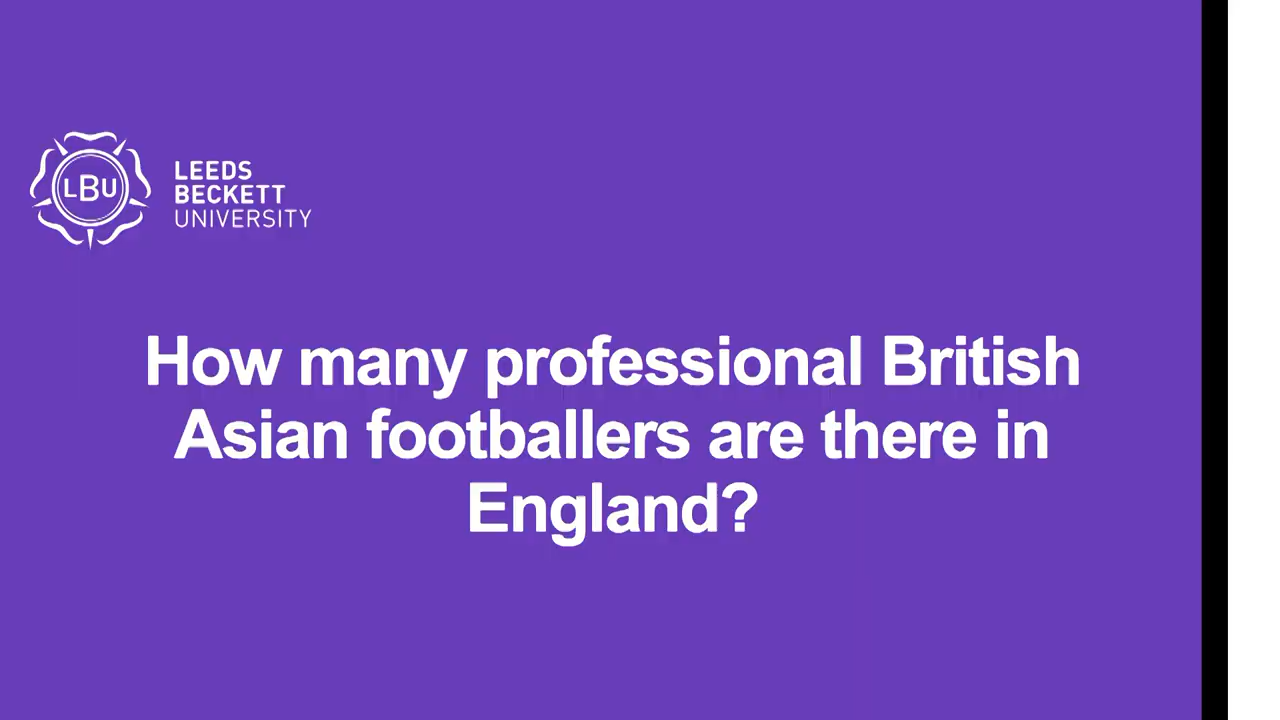 LBU
LEEDS
BECKETT
UNIVERSITY
How many professional British
Asian footballers are there in
England?